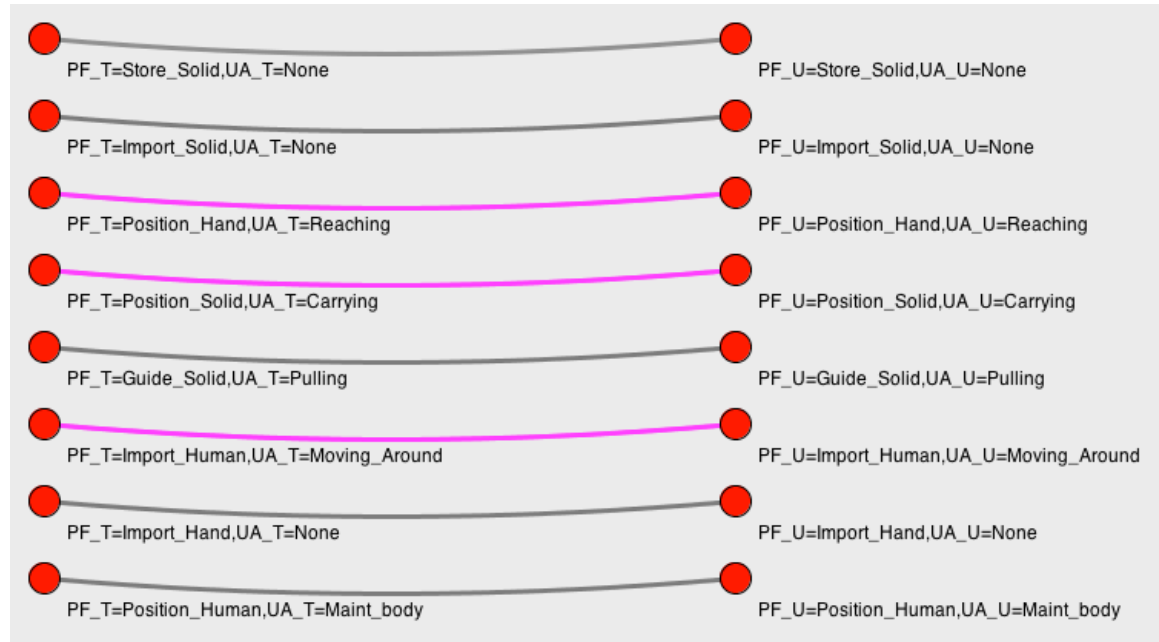 PF_T=Store_Solid,UA_T=None PF_U=Store_Solid,UA_U=None
PF_T=Import_Solid,UA_T=None PF_U=Import_Solid,UA_U=None
PF_T=Position_Hand,UA_T=Reaching PF_U=Position_Hand,UA_U=Reaching
PF_T=Position_Solid,UA_T=Carrying PF_U=Position_Solid,UA_U=Carrying
PF_T=Guide_Solid,UA_T=Pulling PF_U=Guide_Solid,UA_U=Pulling
PF_T=Import_Human,UA_T=Moving_Around PF_U=Import_Human,UA_U=Moving_Around
PF_T=Import_Hand,UA_T=None PF_U=Import_Hand,UA_U=None
PF_T=Position_Human,UA_T=Maint_body PF_U=Position_Human,UA_U=Maint_body